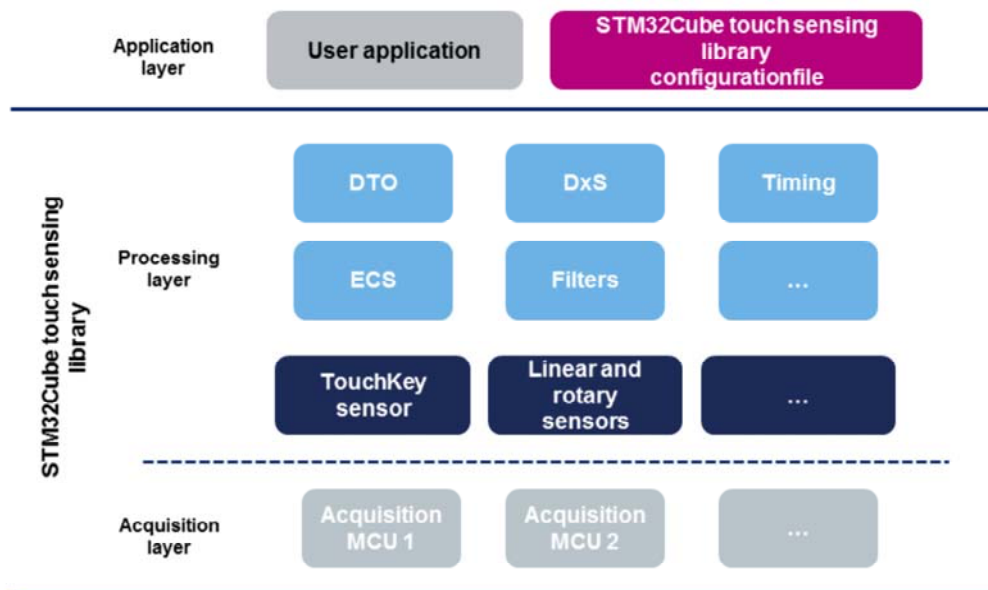 Application
layer
User application
STM32Cube touch sensing
library
configurationfile
STM32Cube touch sensing
library
Processing
layer
DTO
DxS
Timing
ECS
Filters
...
TouchKey
sensor
Linear and
rotary
sensors
...
Acquisition
layer
Acquisition
MCU 1
Acquisition
MCU 2
...